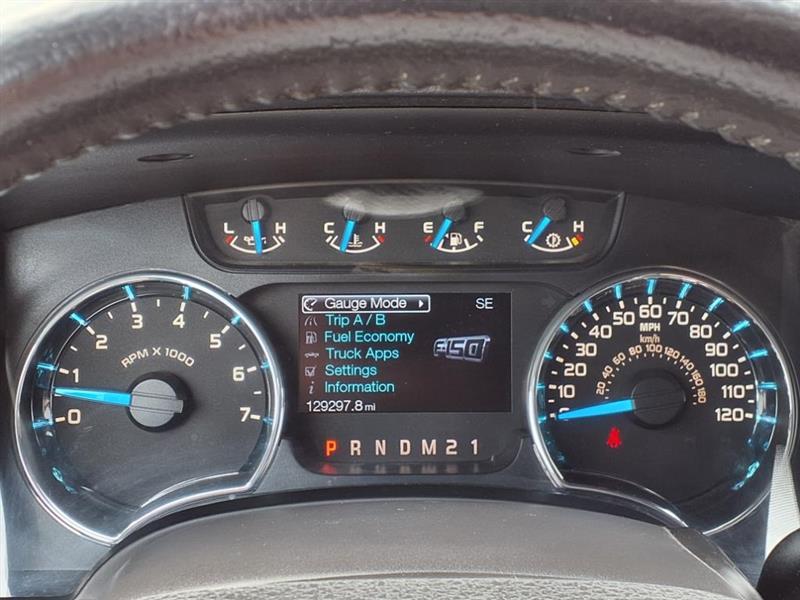 L H
C H
E F
C H
Gauge Mode
SE
Trip A / B
Fuel Economy
Truck Apps
Settings
i Information
129297.8 mi
F150
P R N D M 2 1
0 1 2 3 4 5 6 7
RPM X 1000
0 10 20 30 40 50 60 70 80 90 100 110 120
MPH
km/h
20 40 60 80 100 120 140 160 180